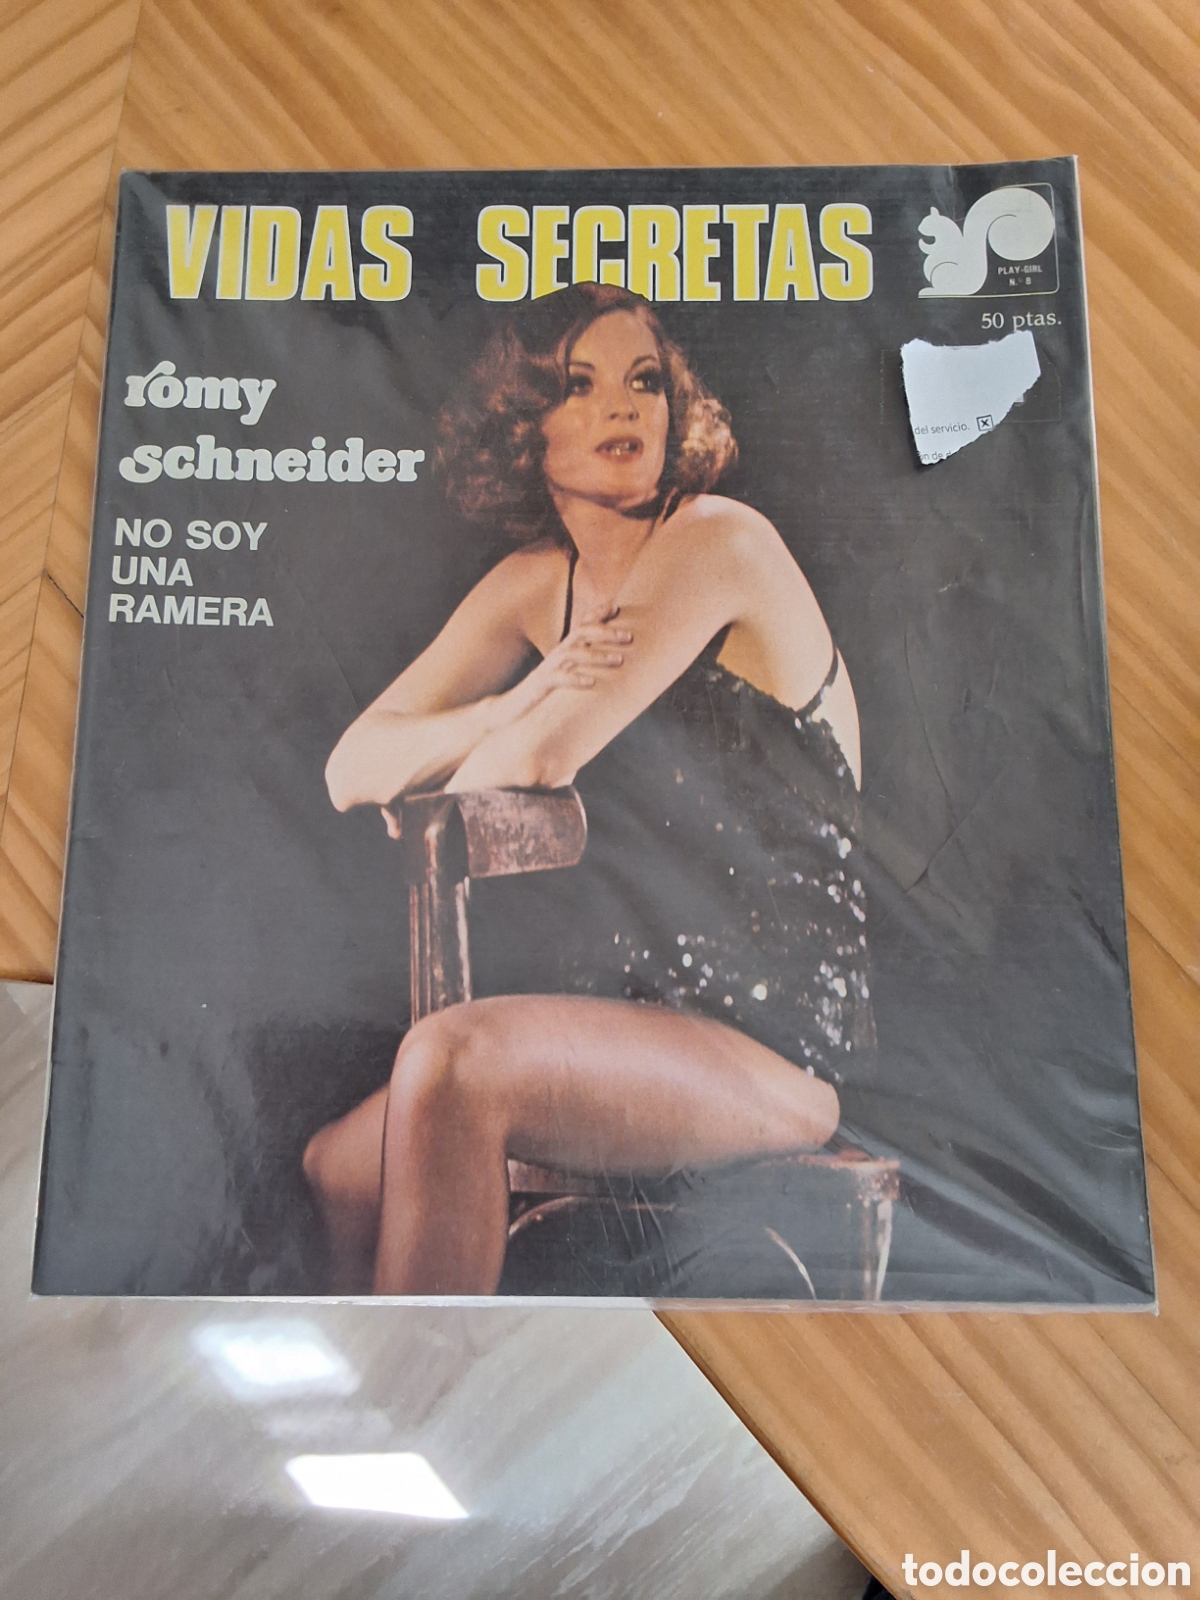 VIDAS SECRETAS
PLAY-GIRL
N.º 8
50 ptas.
romy
schneider
NO SOY
UNA
RAMERA
del servicio. ☒
todocoleccion